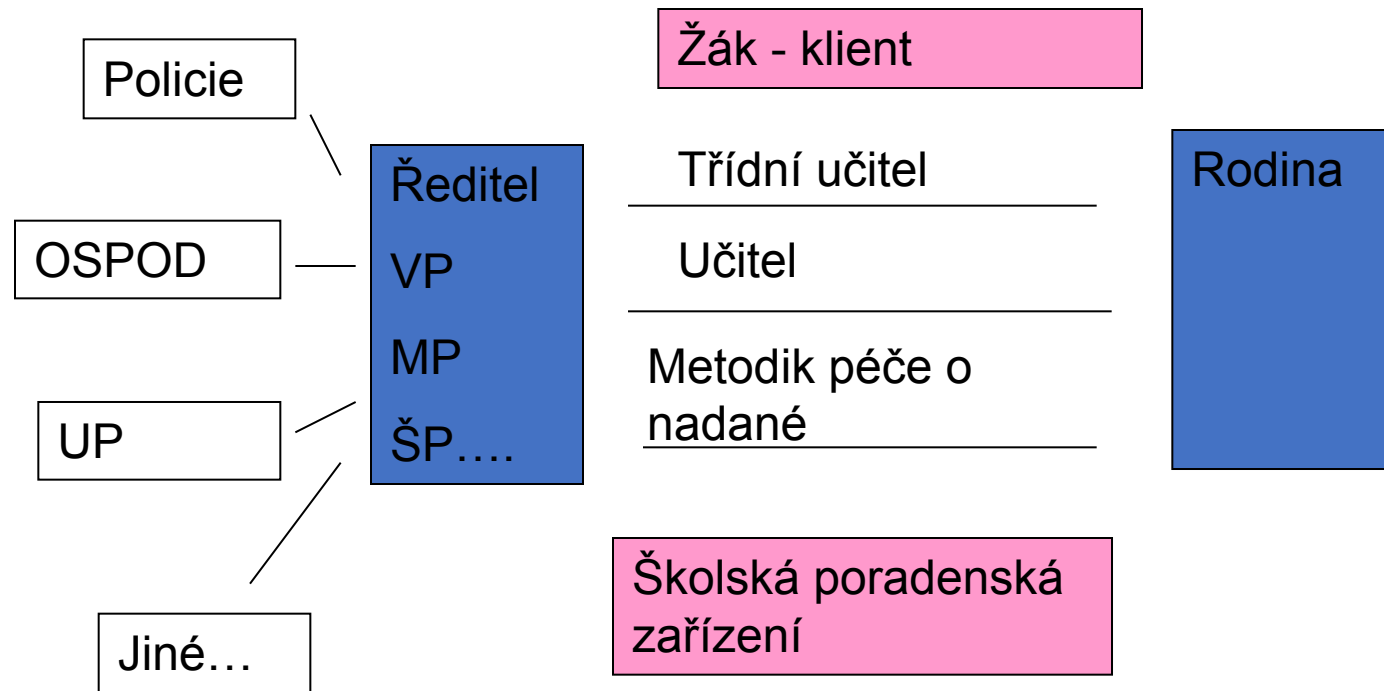 Žák - klient
Policie
Třídní učitel
Rodina
Ředitel
OSPOD
Učitel
VP
MP
Metodik péče o
nadané
UP
ŠP….
Školská poradenská
zařízení
Jiné…